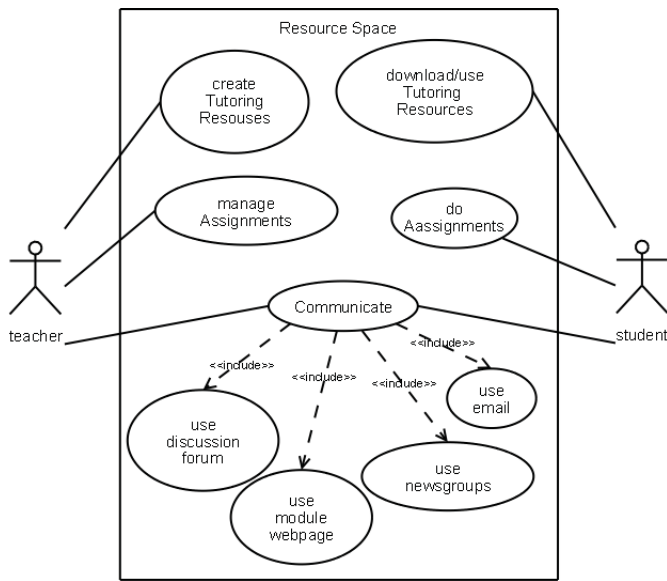 Resource Space
create
Tutoring
Resouses
download/use
Tutoring
Resources
manage
Assignments
do
Aassignments
teacher
Communicate
student
<<include>>
<<include>>
<<include>>
<<include>>
use
discussion
forum
use
module
webpage
use
newsgroups
use
email